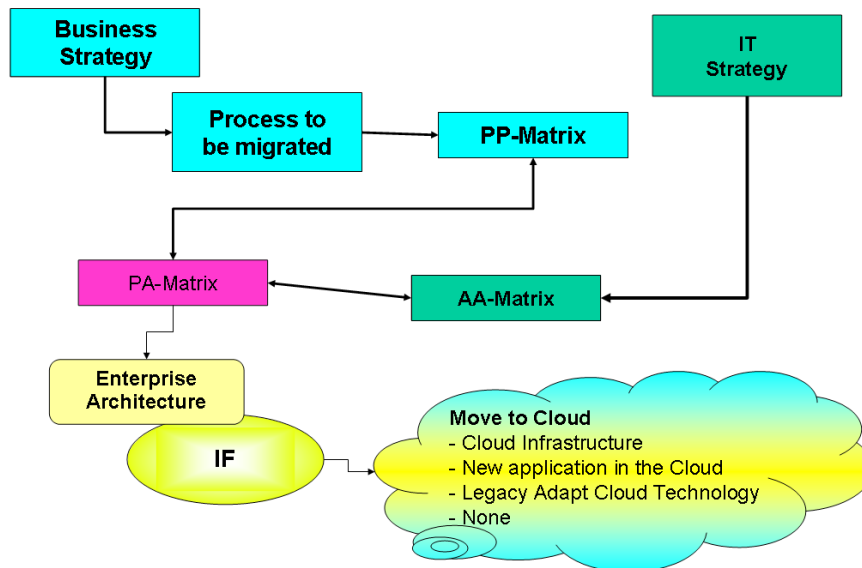 Business
Strategy
IT
Strategy
Process to
be migrated
PP-Matrix
PA-Matrix
AA-Matrix
Enterprise
Architecture
IF
Move to Cloud
- Cloud Infrastructure
- New application in the Cloud
- Legacy Adapt Cloud Technology
- None